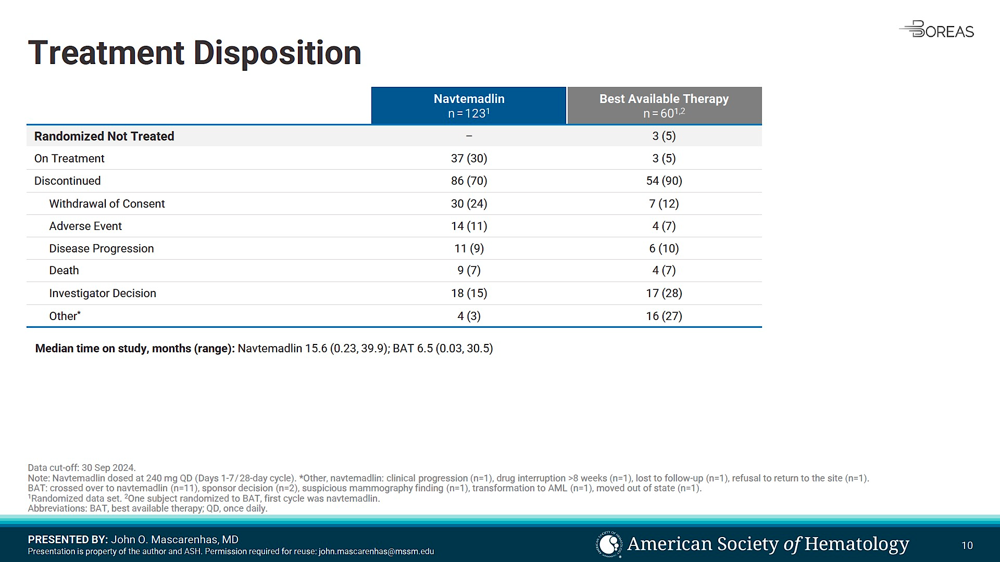 BOREAS
Treatment Disposition
Navtemadlin Best Available Therapy
n = 123¹ n = 60¹,²
Randomized Not Treated – 3 (5)
On Treatment 37 (30) 3 (5)
Discontinued 86 (70) 54 (90)
Withdrawal of Consent 30 (24) 7 (12)
Adverse Event 14 (11) 4 (7)
Disease Progression 11 (9) 6 (10)
Death 9 (7) 4 (7)
Investigator Decision 18 (15) 17 (28)
Other* 4 (3) 16 (27)
Median time on study, months (range): Navtemadlin 15.6 (0.23, 39.9); BAT 6.5 (0.03, 30.5)
Data cut-off: 30 Sep 2024.
Note: Navtemadlin dosed at 240 mg QD (Days 1-7/28-day cycle). *Other, navtemadlin: clinical progression (n=1), drug interruption >8 weeks (n=1), lost to follow-up (n=1), refusal to return to the site (n=1).
BAT: crossed over to navtemadlin (n=11), sponsor decision (n=2), suspicious mammography finding (n=1), transformation to AML (n=1), moved out of state (n=1).
¹Randomized data set. ²One subject randomized to BAT, first cycle was navtemadlin.
Abbreviations: BAT, best available therapy; QD, once daily.
PRESENTED BY: John O. Mascarenhas, MD
Presentation is property of the author and ASH. Permission required for reuse: john.mascarenhas@mssm.edu
AMERICAN SOCIETY OF HEMATOLOGY ®
American Society of Hematology
10